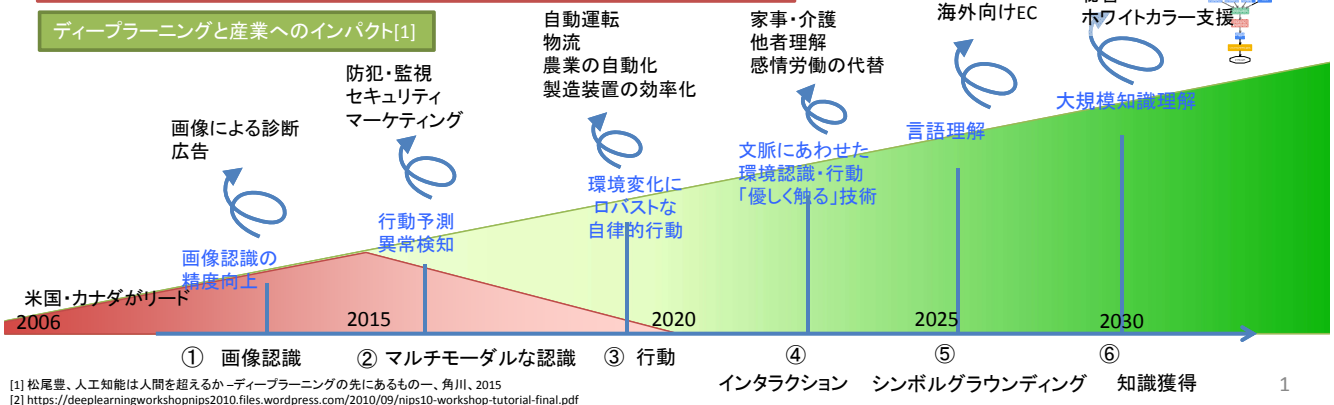 ディープラーニングと産業へのインパクト[1]
画像による診断
広告
防犯・監視
セキュリティ
マーケティング
自動運転
物流
農業の自動化
製造装置の効率化
家事・介護
他者理解
感情労働の代替
海外向けEC
ホワイトカラー支援
画像認識の
精度向上
行動予測
異常検知
環境変化に
ロバストな
自律的行動
文脈にあわせた
環境認識・行動
「優しく触る」技術
言語理解
大規模知識理解
米国・カナダがリード
2006
2015
2020
2025
2030
① 画像認識
② マルチモーダルな認識
③ 行動
④
インタラクション
⑤
シンボルグラウンディング
⑥
知識獲得
[1] 松尾豊、人工知能は人間を超えるか –ディープラーニングの先にあるものー、角川、2015
[2] https://deeplearningworkshopnips2010.files.wordpress.com/2010/09/nips10-workshop-tutorial-final.pdf
1